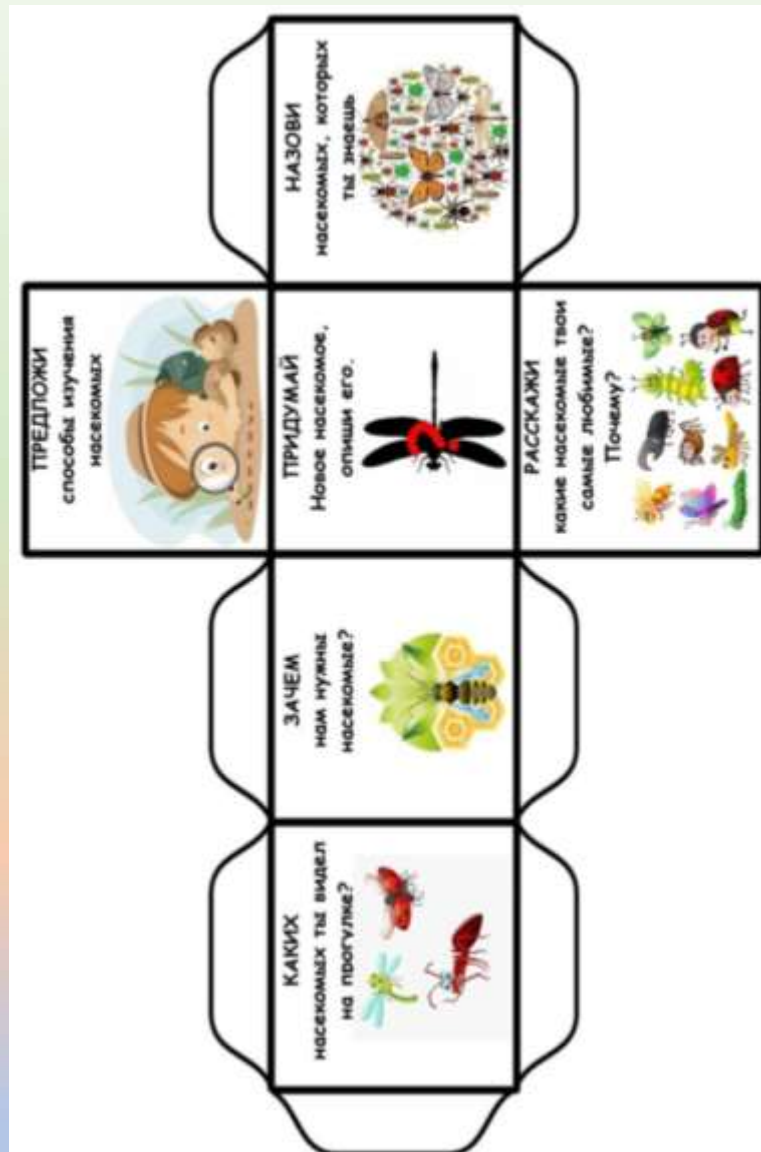 НАЗОВИ
насекомых, которых
ты знаешь
ПРЕДЛОЖИ
способы изучения
насекомых
ПРИДУМАЙ
Новое насекомое,
опиши его.
РАССКАЖИ
какие насекомые твои
самые любимые?
Почему?
ЗАЧЕМ
нам нужны
насекомые?
КАКИХ
насекомых ты видел
на прогулке?